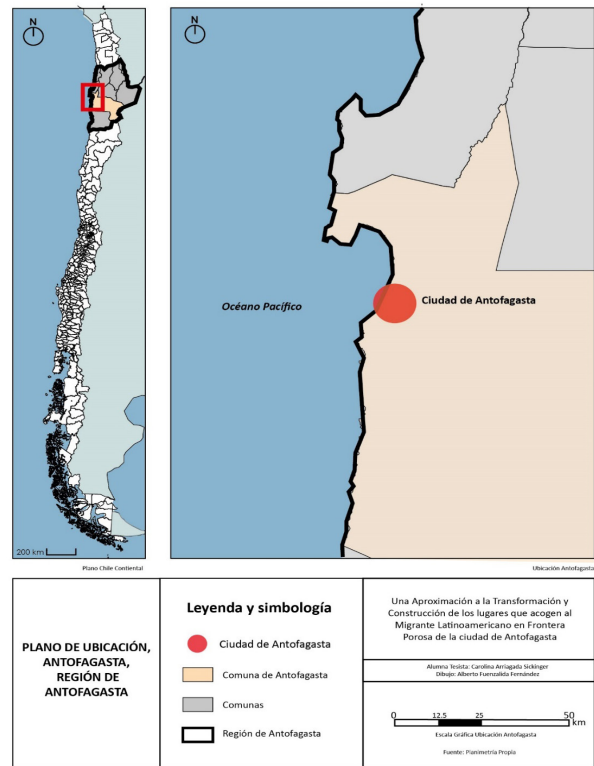 N
N
Océano Pacífico
Ciudad de Antofagasta
200 km
Plano Chile Contiental
Ubicación Antofagasta
PLANO DE UBICACIÓN,
ANTOFAGASTA,
REGIÓN DE
ANTOFAGASTA
Leyenda y simbología
Ciudad de Antofagasta
Comuna de Antofagasta
Comunas
Región de Antofagasta
Una Aproximación a la Transformación y
Construcción de los lugares que acogen al
Migrante Latinoamericano en Frontera
Porosa de la ciudad de Antofagasta
Alumna Tesista: Carolina Arriagada Sickinger
Dibujo: Alberto Fuenzalida Fernández
0 12.5 25 50
km
Escala Gráfica Ubicación Antofagasta
Fuente: Planimetría Propia